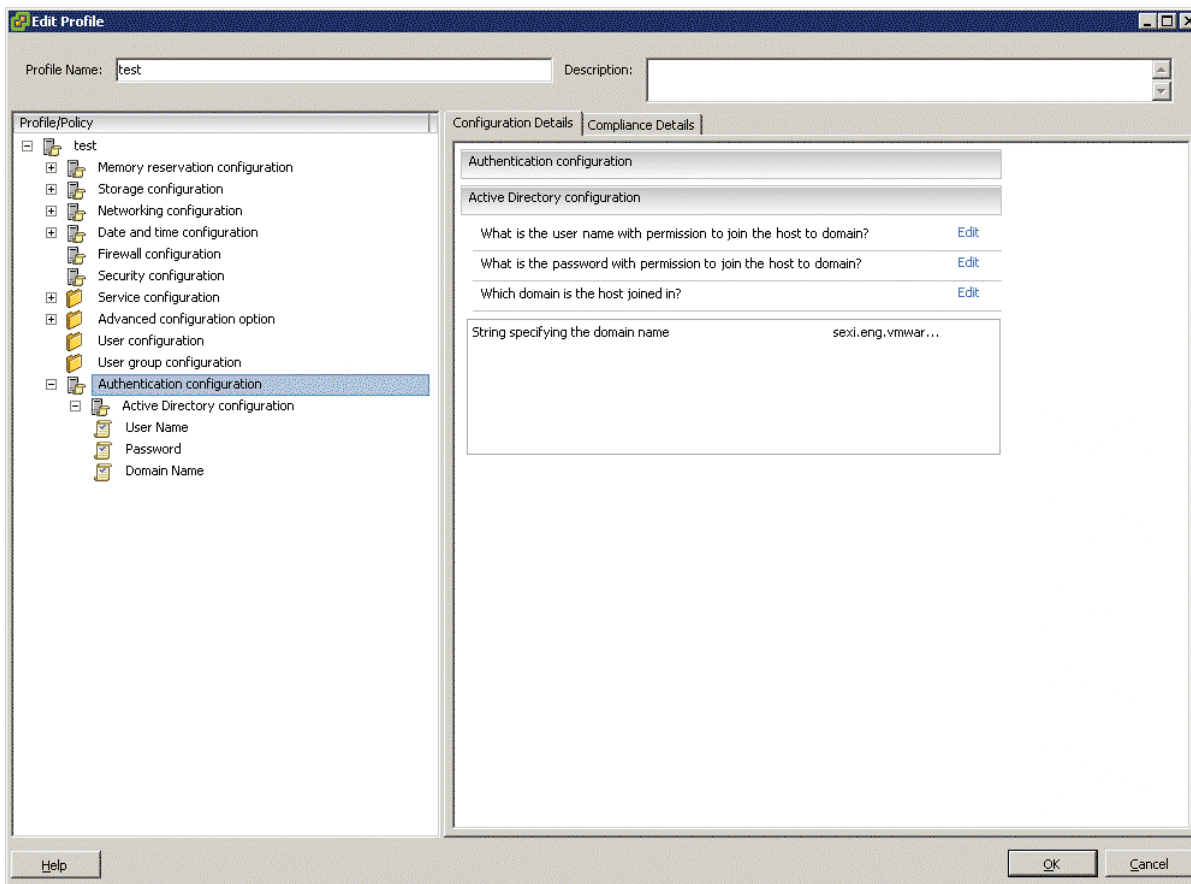 Edit Profile
Profile Name: test Description:
Profile/Policy
test
Memory reservation configuration
Storage configuration
Networking configuration
Date and time configuration
Firewall configuration
Security configuration
Service configuration
Advanced configuration option
User configuration
User group configuration
Authentication configuration
Active Directory configuration
User Name
Password
Domain Name
Configuration Details Compliance Details
Authentication configuration
Active Directory configuration
What is the user name with permission to join the host to domain? Edit
What is the password with permission to join the host to domain? Edit
Which domain is the host joined in? Edit
String specifying the domain name sexi.eng.vmwar...
Help OK Cancel